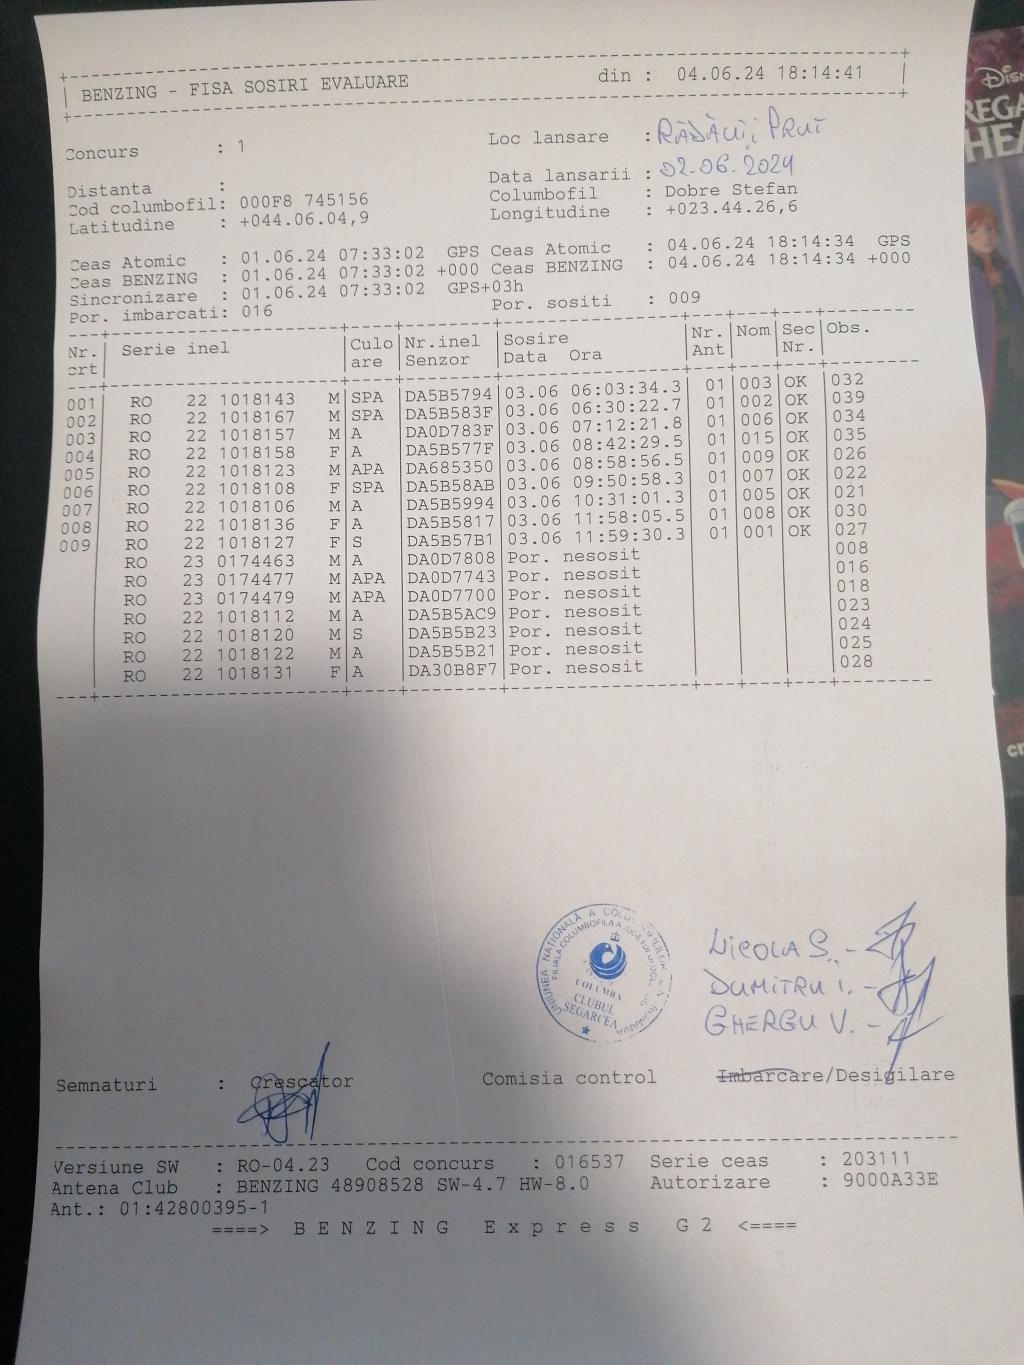 BENZING - FISA SOSIRI EVALUARE din : 04.06.24 18:14:41
Concurs : 1 Loc lansare : RĂDĂUȚI PRUT
Distanta : Data lansarii : 02.06.2024
Cod columbofil: 000F8 745156 Columbofil : Dobre Stefan
Latitudine : +044.06.04,9 Longitudine : +023.44.26,6
Ceas Atomic : 01.06.24 07:33:02 GPS Ceas Atomic : 04.06.24 18:14:34 GPS
Ceas BENZING : 01.06.24 07:33:02 +000 Ceas BENZING : 04.06.24 18:14:34 +000
Sincronizare : 01.06.24 07:33:02 GPS+03h
Por. imbarcati: 016 Por. sositi : 009
Nr. Serie inel Culo Nr.inel Sosire Nr. Nom Sec Obs.
crt are Senzor Data Ora Ant Nr.
001 RO 22 1018143 M SPA DA5B5794 03.06 06:03:34.3 01 003 OK 032
002 RO 22 1018167 M SPA DA5B583F 03.06 06:30:22.7 01 002 OK 039
003 RO 22 1018157 M A DA0D783F 03.06 07:12:21.8 01 006 OK 034
004 RO 22 1018158 F A DA5B577F 03.06 08:42:29.5 01 015 OK 035
005 RO 22 1018123 M APA DA685350 03.06 08:58:56.5 01 009 OK 026
006 RO 22 1018108 F SPA DA5B58AB 03.06 09:50:58.3 01 007 OK 022
007 RO 22 1018106 M A DA5B5994 03.06 10:31:01.3 01 005 OK 021
008 RO 22 1018136 F A DA5B5817 03.06 11:58:05.5 01 008 OK 030
009 RO 22 1018127 F S DA5B57B1 03.06 11:59:30.3 01 001 OK 027
RO 23 0174463 M A DA0D7808 Por. nesosit 008
RO 23 0174477 M APA DA0D7743 Por. nesosit 016
RO 23 0174479 M APA DA0D7700 Por. nesosit 018
RO 22 1018112 M A DA5B5AC9 Por. nesosit 023
RO 22 1018120 M S DA5B5B23 Por. nesosit 024
RO 22 1018122 M A DA5B5B21 Por. nesosit 025
RO 22 1018131 F A DA30B8F7 Por. nesosit 028
UNIUNEA NAȚIONALĂ A
COLUMBA
CLUBUL
SEGARCEA
NICOLA S. -
DUMITRU I. -
GHERGU V. -
Semnaturi : Crescator Comisia control Imbarcare/Desigilare
Versiune SW : RO-04.23 Cod concurs : 016537 Serie ceas : 203111
Antena Club : BENZING 48908528 SW-4.7 HW-8.0 Autorizare : 9000A33E
Ant.: 01:42800395-1
====> B E N Z I N G E x p r e s s G 2 <====